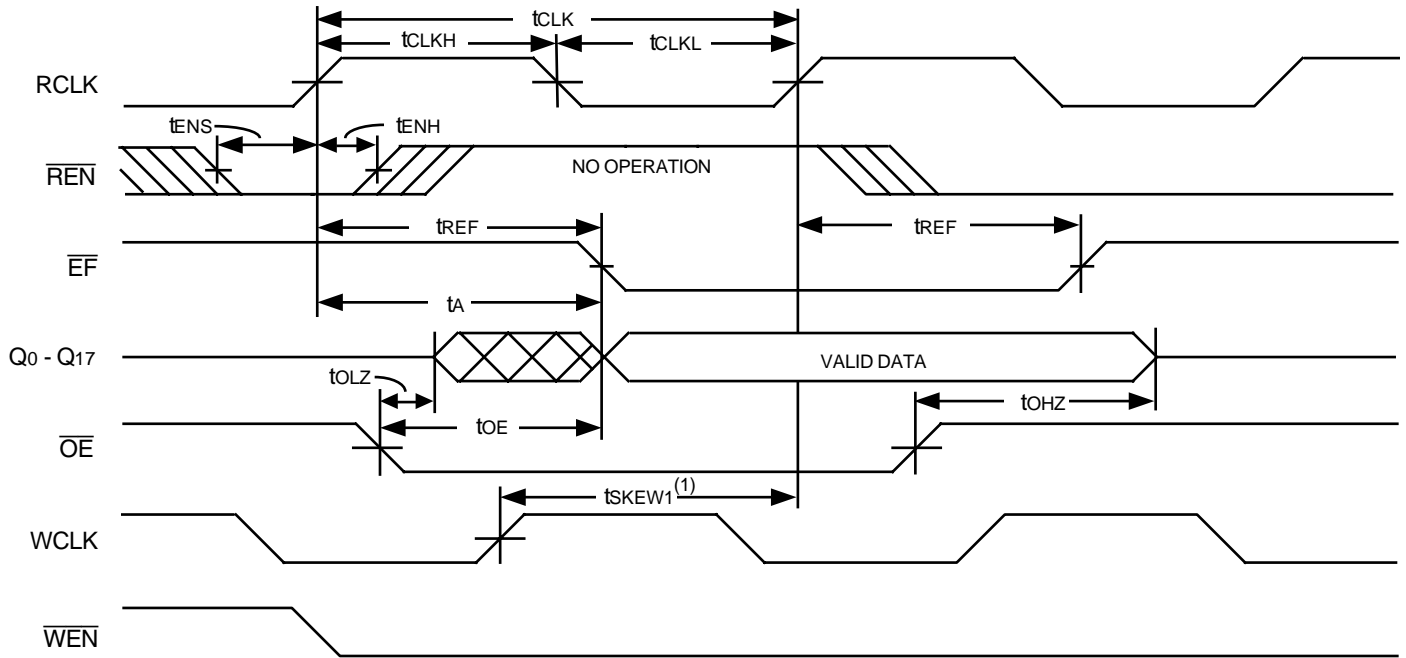 tCLK
tCLKH
tCLKL
RCLK
tENS
tENH
REN
NO OPERATION
tREF
tREF
EF
tA
Q0 - Q17
VALID DATA
tOLZ
tOHZ
tOE
OE
tSKEW1(1)
WCLK
WEN